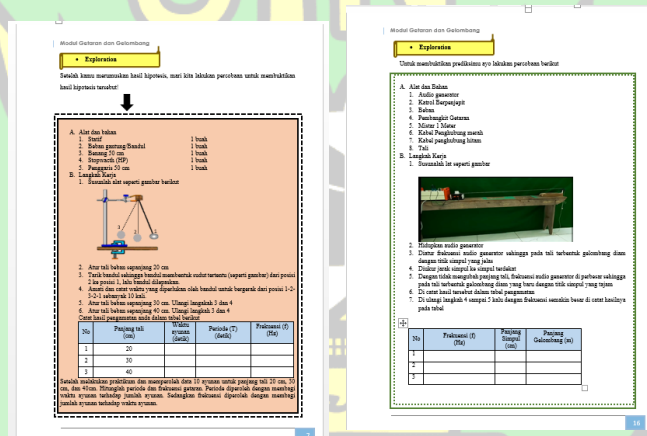 Modul Getaran dan Gelombang
• Exploration
Setelah kamu merumuskan hasil hipotesis, mari kita lakukan percobaan untuk membuktikan
hasil hipotesis tersebut!
A. Alat dan bahan
1. Statif 1 buah
2. Beban gantung/Bandul 1 buah
3. Benang 50 cm 1 buah
4. Stopwacth (HP) 1 buah
5. Penggaris 50 cm 1 buah
B. Langkah Kerja
1. Susunlah alat seperti gambar berikut
2. Atur tali beban sepanjang 20 cm
3. Tarik bandul sehingga bandul membentuk sudut tertentu (seperti gambar) dari posisi
2 ke posisi 1, lalu bandul dilepaskan.
4. Amati dan catat waktu yang diperlukan oleh bandul untuk bergerak dari posisi 1-2-
3-2-1 sebanyak 10 kali.
5. Atur tali beban sepanjang 30 cm. Ulangi langkah 3 dan 4
6. Atur tali beban sepanjang 40 cm. Ulangi langkah 3 dan 4
Catat hasil pengamatan anda dalam tabel berikut
No Panjang tali (cm) Waktu ayunan (detik) Periode (T) (detik) Frekuensi (f) (Hz)
1 20
2 30
3 40
Setelah melakukan praktikum dan memperoleh data 10 ayunan untuk panjang tali 20 cm, 30
cm, dan 40cm. Hitunglah periode dan frekuensi getaran. Periode diperoleh dengan membagi
waktu ayunan terhadap jumlah ayunan. Sedangkan frekuensi diperoleh dengan membagi
jumlah ayunan terhadap waktu ayunan.
Modul Getaran dan Gelombang
• Exploration
Untuk membuktikan prediksimu ayo lakukan percobaan berikut
A. Alat dan Bahan
1. Audio generator
2. Katrol Berpenjepit
3. Beban
4. Pembangkit Getaran
5. Mistar 1 Meter
6. Kabel Penghubung merah
7. Kabel penghubung hitam
8. Tali
B. Langkah Kerja
1. Susunalah lat seperti gambar
2. Hidupkan audio generator
3. Diatur frekuensi audio generator sehingga pada tali terbentuk gelombang diam
dengan titik simpul yang jelas
4. Diukur jarak simpul ke simpul terdekat
5. Dengan tidak mengubah panjang tali, frekuensi audio generator di perbesar sehingga
pada tali terbentuk gelombang diam yang baru dengan titik simpul yang tajam
6. Di catat hasil tersebut dalam tabel pengamatan
7. Di ulangi langkah 4 sampai 5 kali dengan frekuensi semakin besar di catat hasilnya
pada tabel
No Frekuensi (f) (Hz) Panjang Simpul (cm) Panjang Gelombang (m)
1
2
3
16